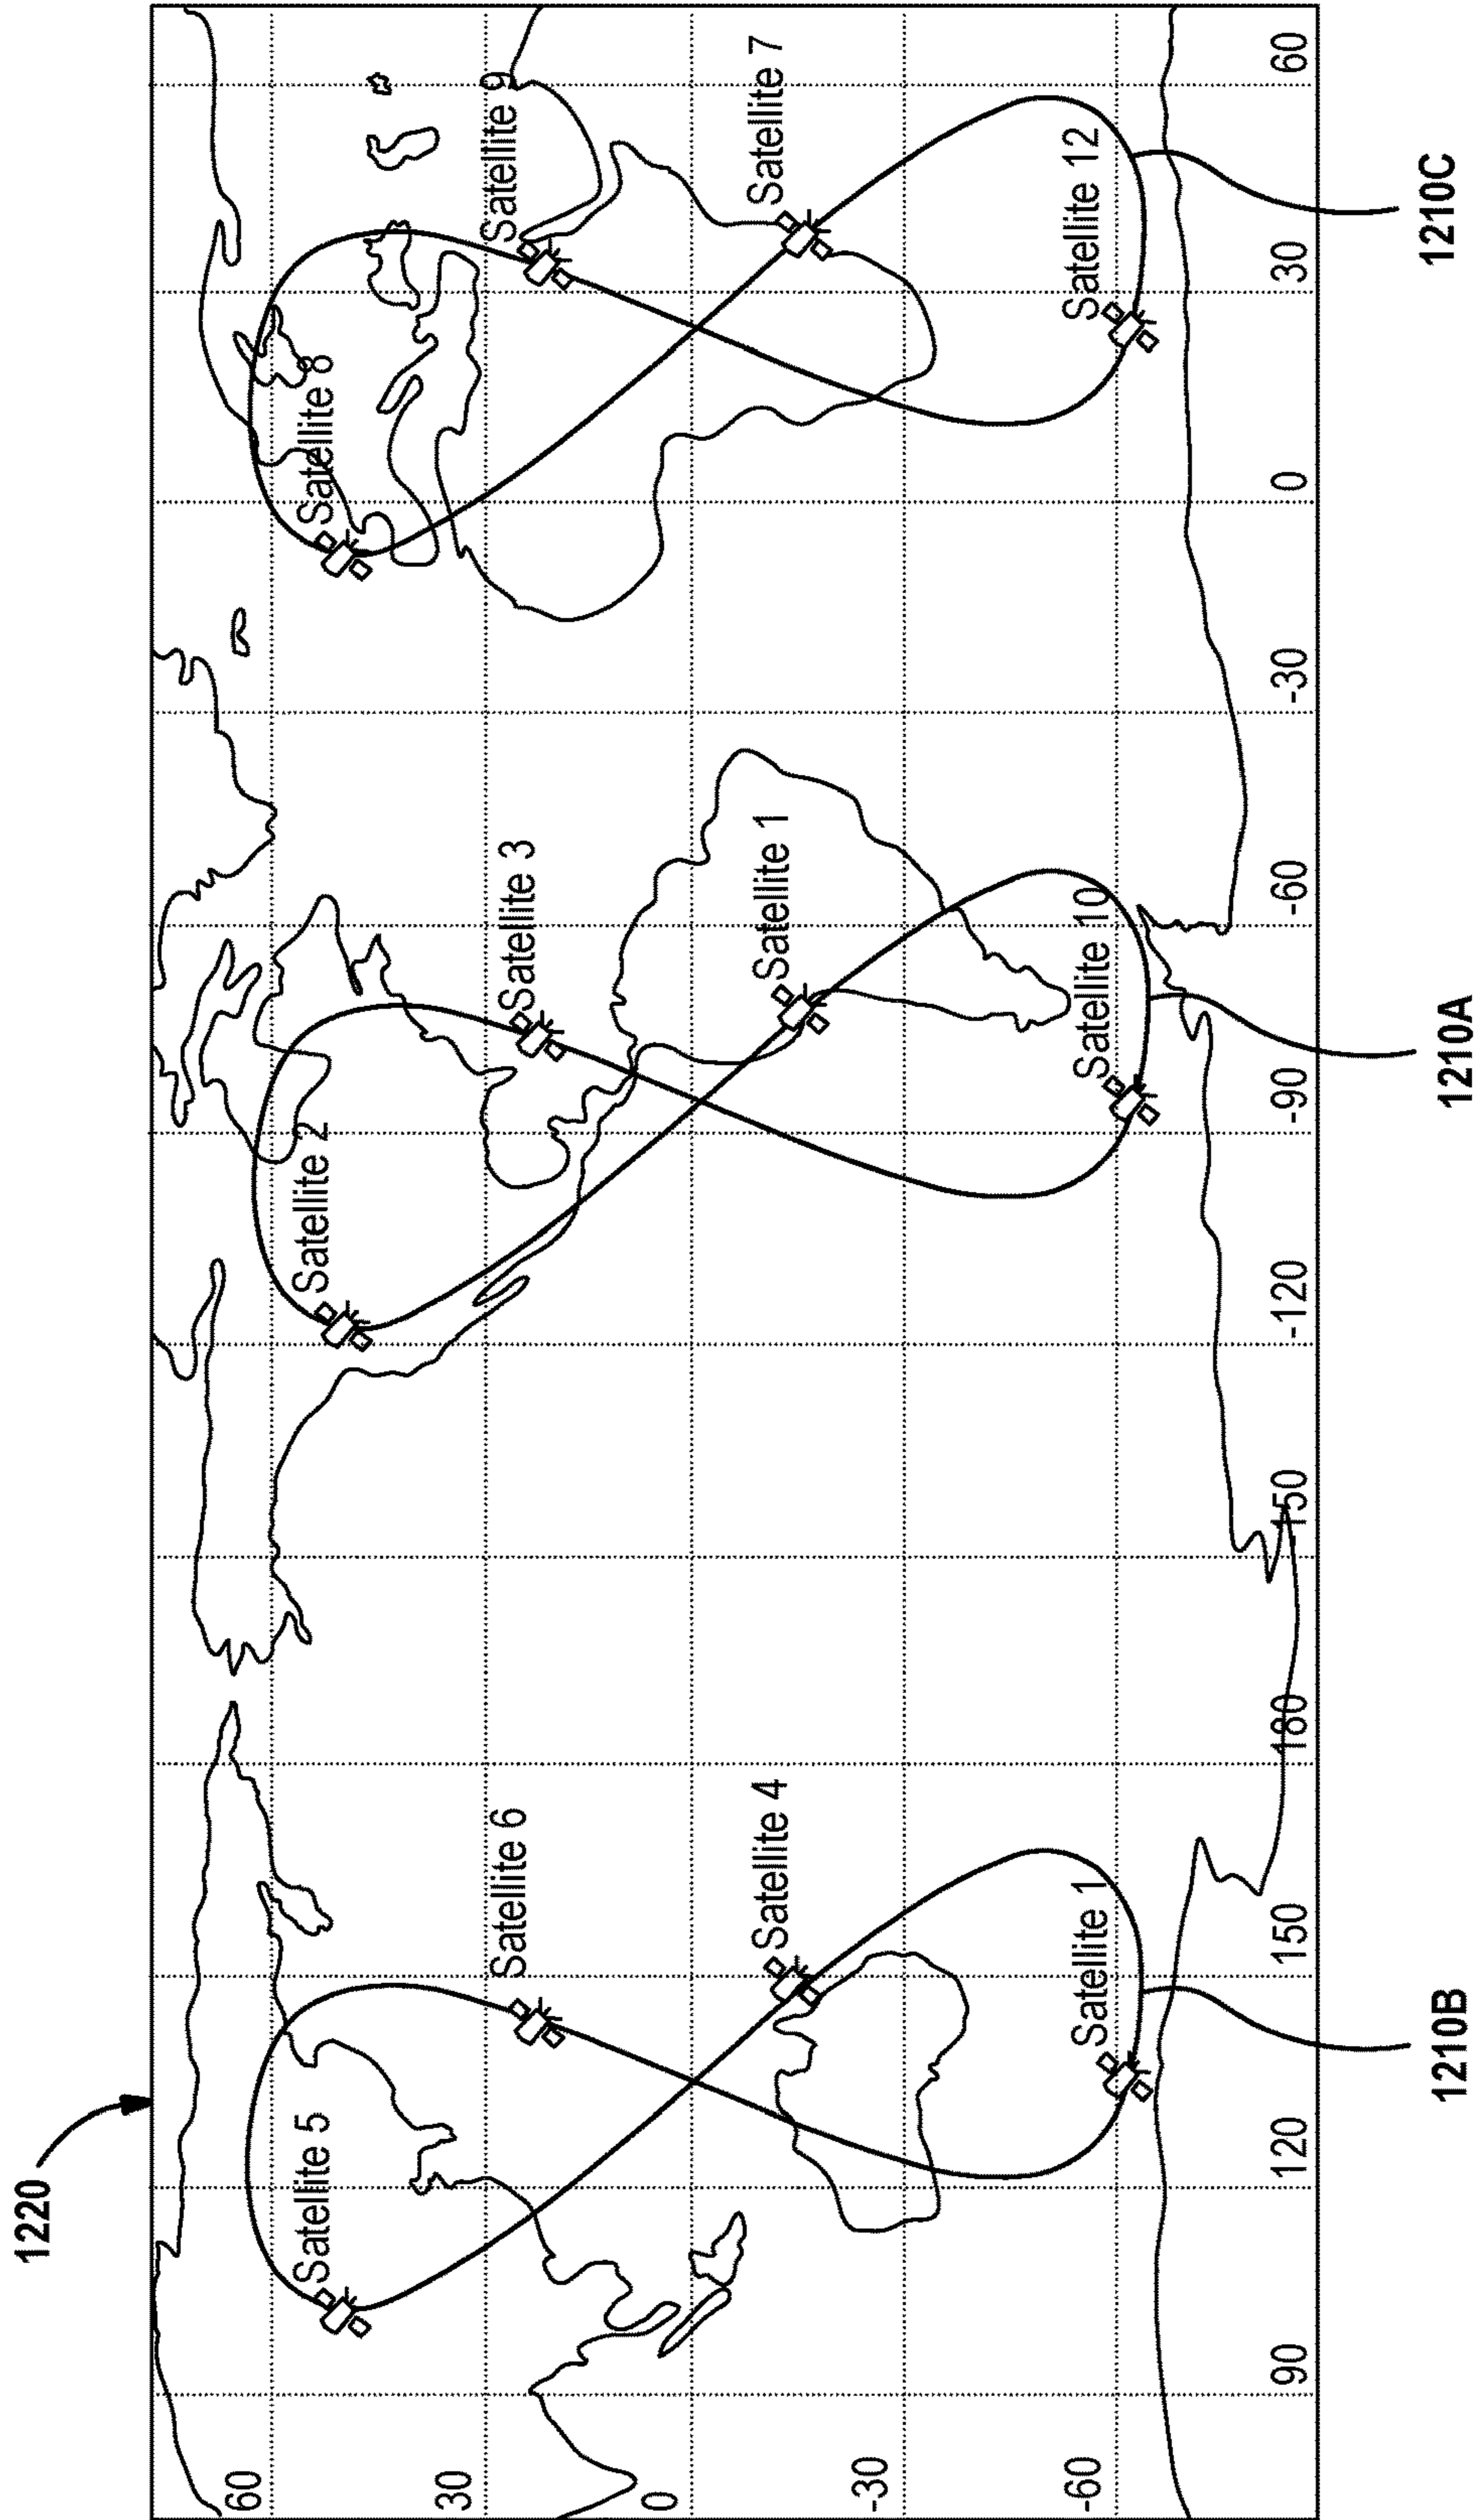 1220
60
30
0
-30
-60
90
120
150
180
-150
-120
-90
-60
-30
0
30
60
Satellite 5
Satellite 6
Satellite 4
Satellite 1
Satellite 2
Satellite 3
Satellite 1
Satellite 10
Satellite 8
Satellite 9
Satellite 7
Satellite 12
1210B
1210A
1210C